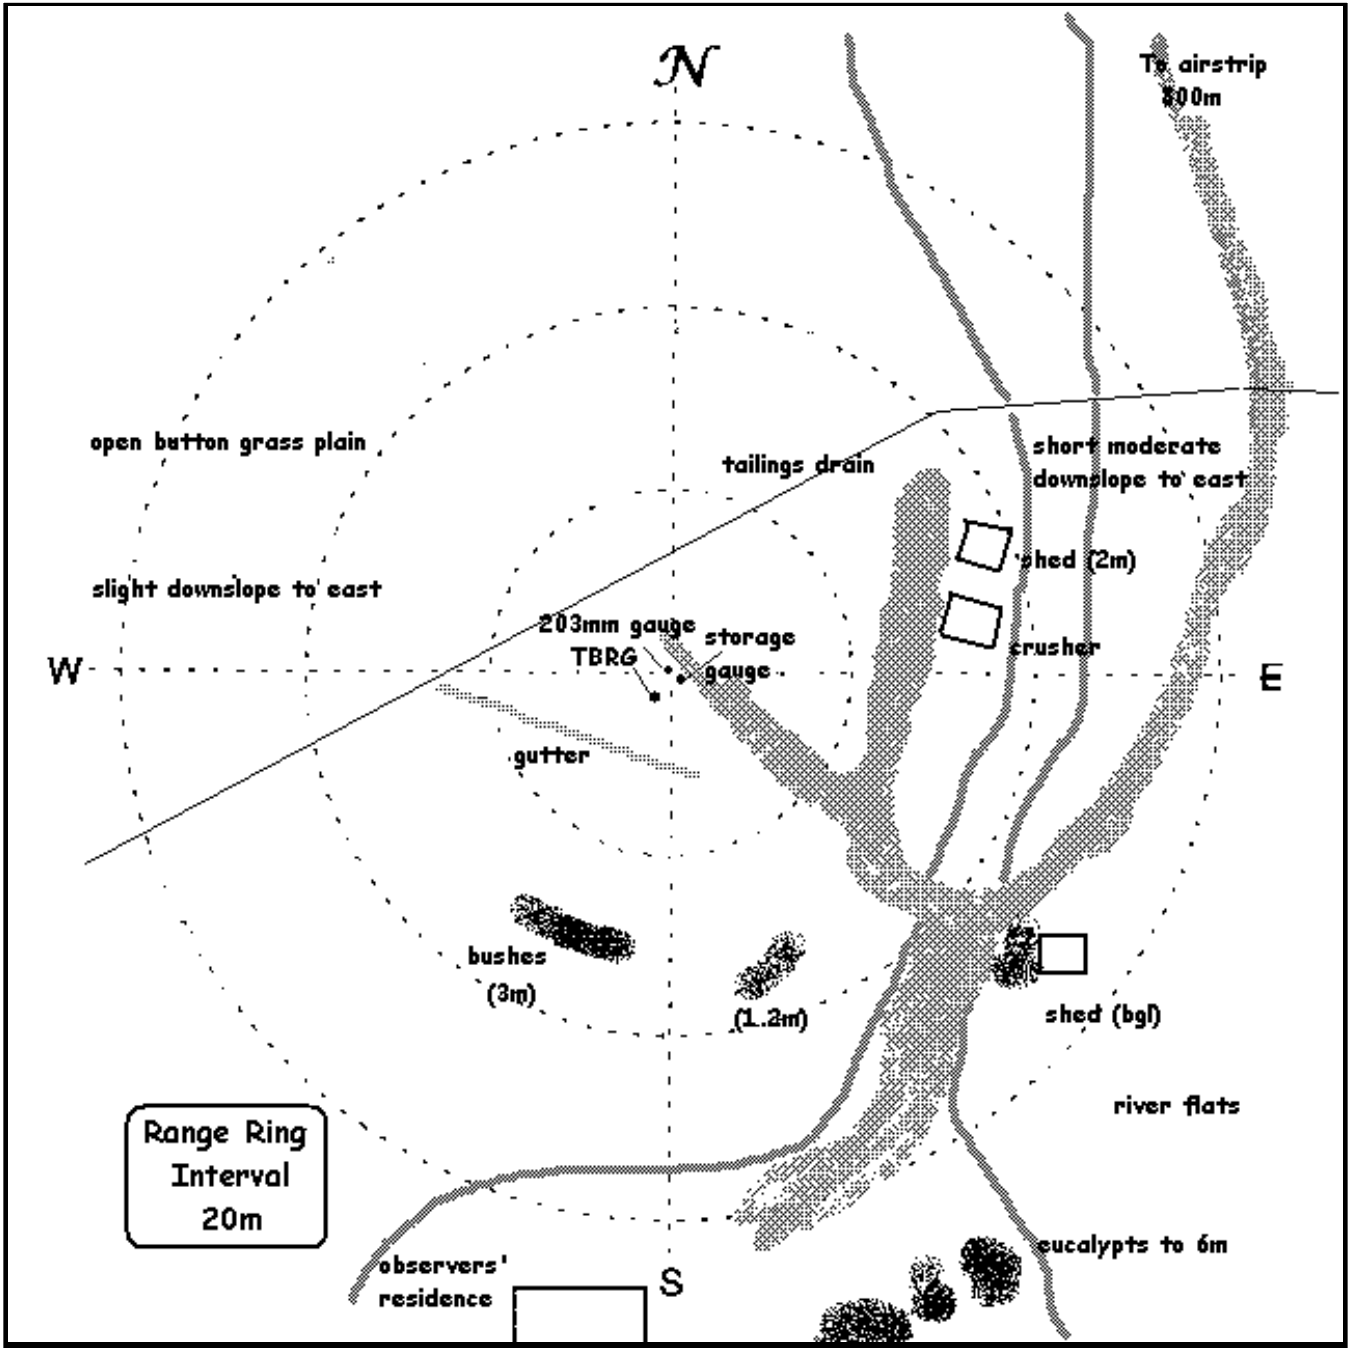 N
To airstrip
800m
open button grass plain
tailings drain
short moderate
downslope to east
shed (2m)
slight downslope to east
203mm gauge
storage
gauge
TBRG
crusher
W
E
gutter
bushes
(3m)
(1.2m)
shed (bgl)
river flats
Range Ring
Interval
20m
eucalypts to 6m
observers'
residence
S